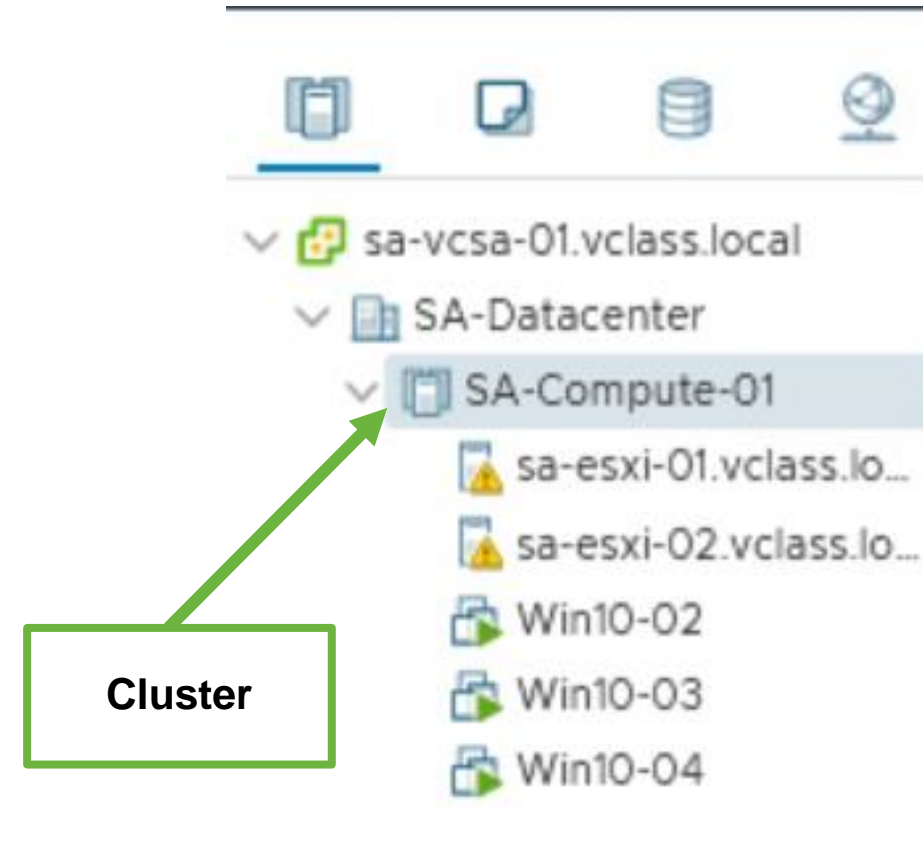 sa-vcsa-01.vclass.local
SA-Datacenter
SA-Compute-01
sa-esxi-01.vclass.lo...
sa-esxi-02.vclass.lo...
Win10-02
Cluster
Win10-03
Win10-04